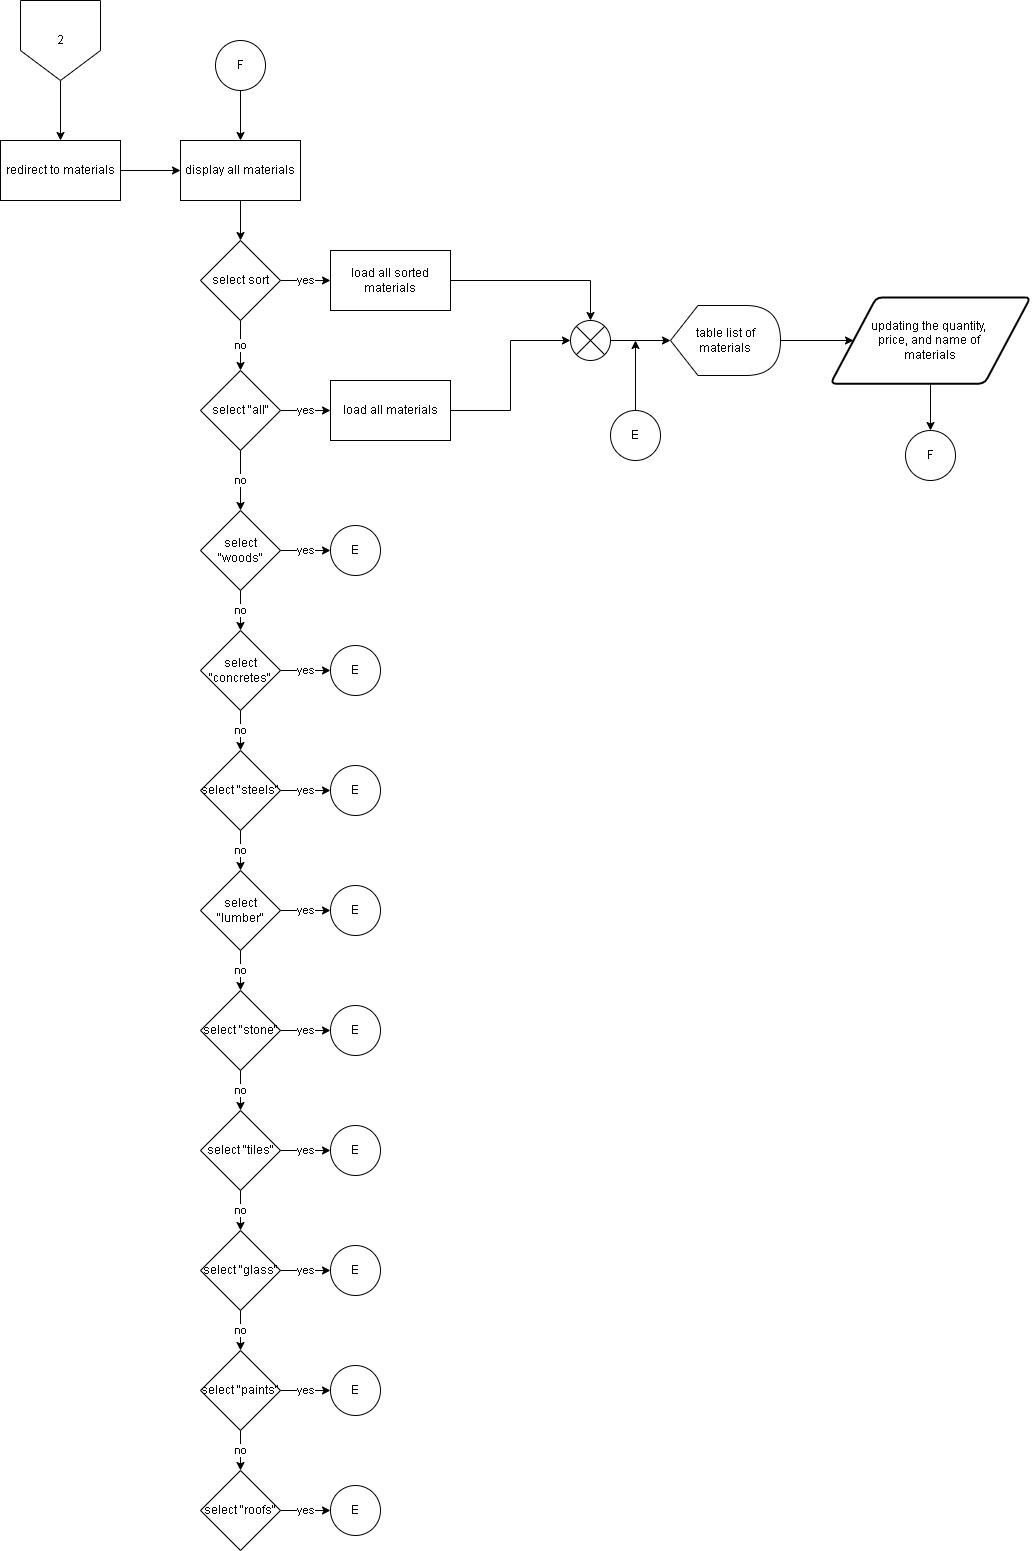 2
F
redirect to materials
display all materials
select sort
yes
load all sorted
materials
no
table list of
materials
updating the quantity,
price, and name of
materials
select "all"
yes
load all materials
E
F
no
select
"woods"
yes
E
no
select
"concretes"
yes
E
no
select "steels"
yes
E
no
select
"lumber"
yes
E
no
select "stone"
yes
E
no
select "tiles"
yes
E
no
select "glass"
yes
E
no
select "paints"
yes
E
no
select "roofs"
yes
E